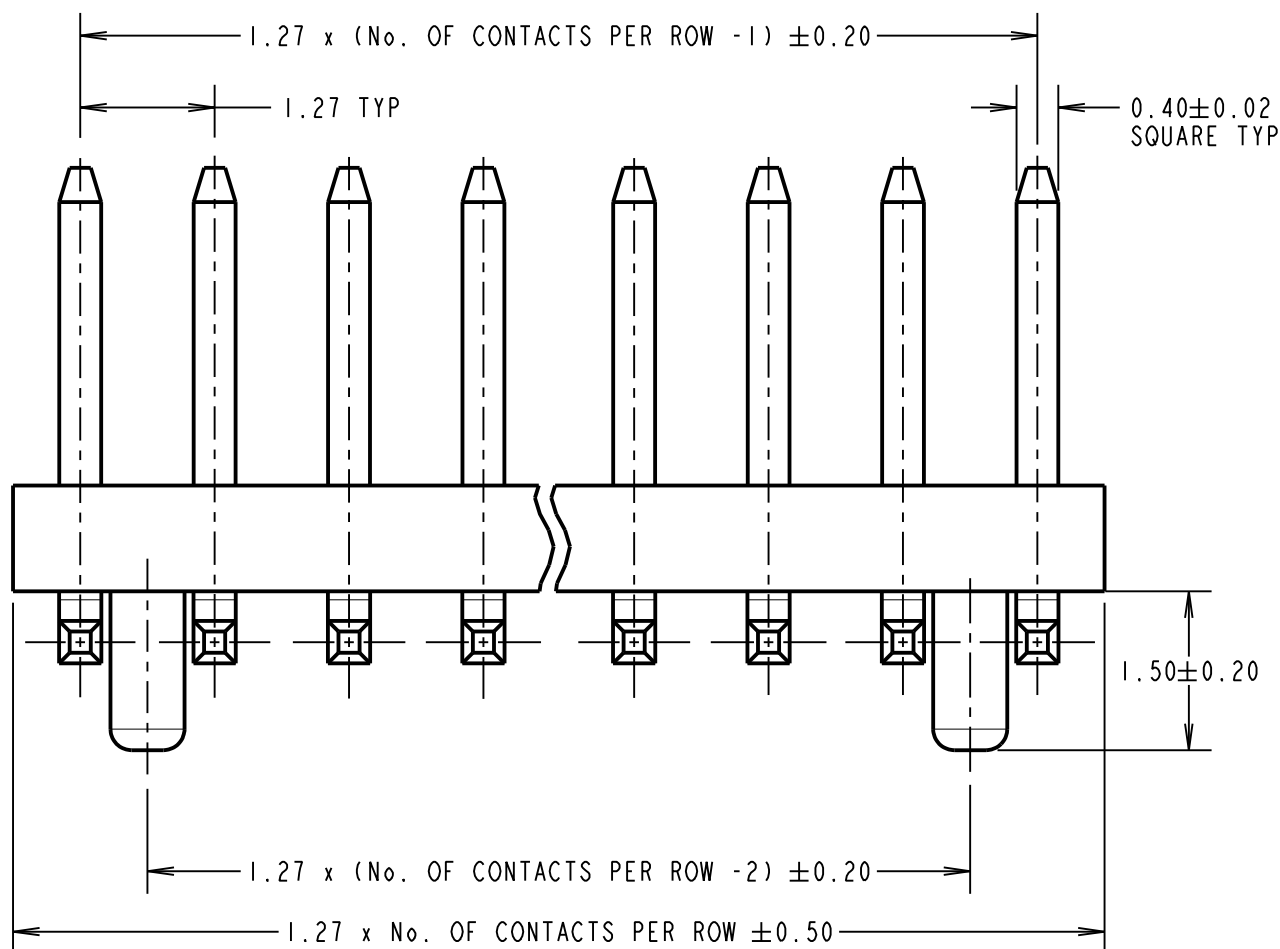 1.27 x (No. OF CONTACTS PER ROW -1) ±0.20
1.27 TYP
0.40±0.02
SQUARE TYP
1.50±0.20
1.27 x (No. OF CONTACTS PER ROW -2) ±0.20
1.27 x No. OF CONTACTS PER ROW ±0.50